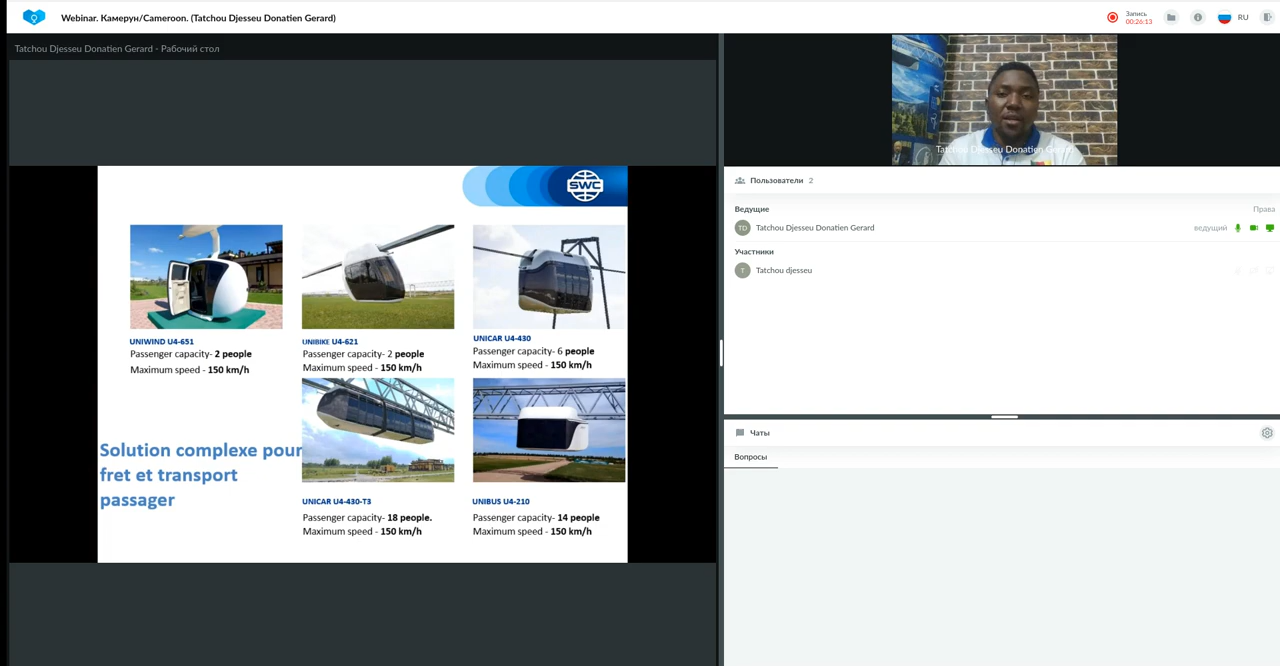 Webinar. Камерун/Cameroon. (Tatchou Djesseu Donatien Gerard)
Запись
00:26:13
RU
Tatchou Djesseu Donatien Gerard - Рабочий стол
SWC
UNIWIND U4-651
Passenger capacity- 2 people
Maximum speed - 150 km/h
UNIBIKE U4-621
Passenger capacity- 2 people
Maximum speed - 150 km/h
UNICAR U4-430
Passenger capacity- 6 people
Maximum speed - 150 km/h
Solution complexe pour
fret et transport
passager
UNICAR U4-430-T3
Passenger capacity- 18 people.
Maximum speed - 150 km/h
UNIBUS U4-210
Passenger capacity- 14 people
Maximum speed - 150 km/h
Tatchou Djesseu Donatien Gerard
Пользователи 2
Ведущие Права
TD Tatchou Djesseu Donatien Gerard ведущий
Участники
T Tatchou djesseu
Чаты
Вопросы